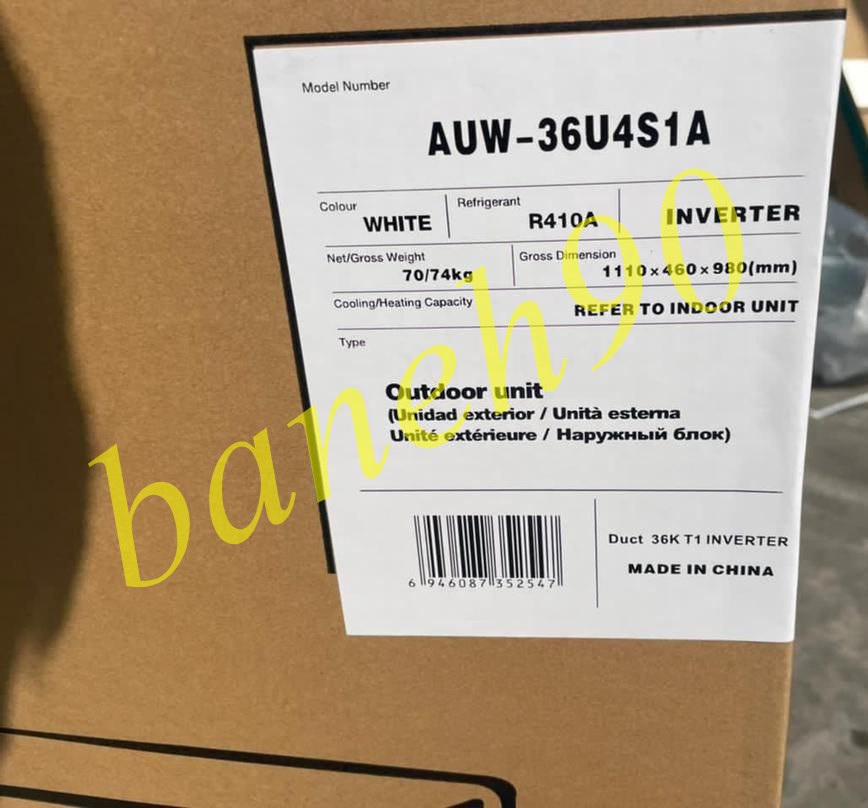 Model Number
AUW-36U4S1A
Colour WHITE Refrigerant R410A INVERTER
Net/Gross Weight 70/74kg Gross Dimension 1110×460×980(mm)
Cooling/Heating Capacity REFER TO INDOOR UNIT
Type
Outdoor unit
(Unidad exterior / Unità esterna
Unité extérieure / Наружный блок)
6 946087 352547
Duct 36K T1 INVERTER
MADE IN CHINA
baneh90